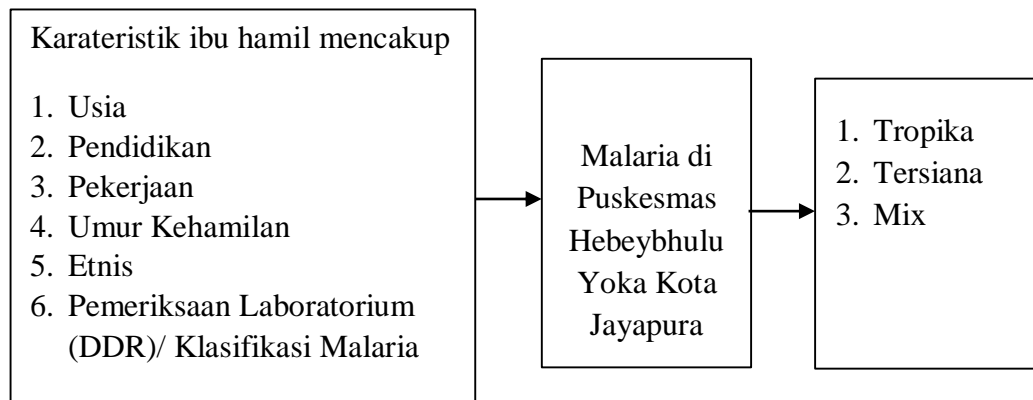 Karateristik ibu hamil mencakup
1. Usia
2. Pendidikan
3. Pekerjaan
4. Umur Kehamilan
5. Etnis
6. Pemeriksaan Laboratorium
(DDR)/ Klasifikasi Malaria
Malaria di
Puskesmas
Hebeybhulu
Yoka Kota
Jayapura
1. Tropika
2. Tersiana
3. Mix